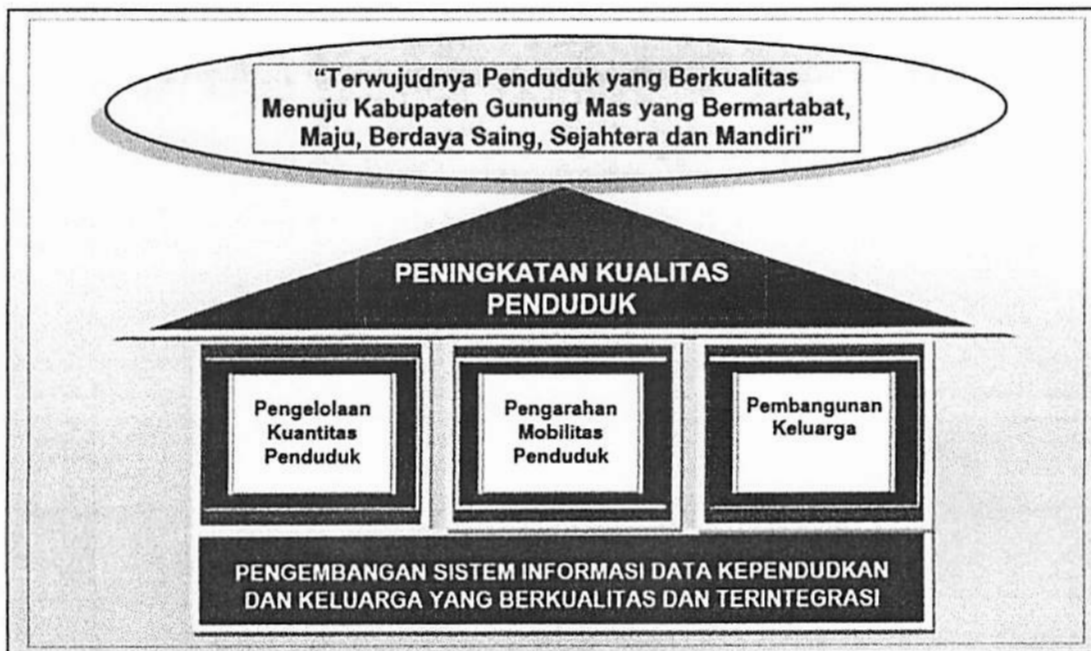 “Terwujudnya Penduduk yang Berkualitas
Menuju Kabupaten Gunung Mas yang Bermartabat,
Maju, Berdaya Saing, Sejahtera dan Mandiri”
PENINGKATAN KUALITAS
PENDUDUK
Pengelolaan
Kuantitas
Penduduk
Pengarahan
Mobilitas
Penduduk
Pembangunan
Keluarga
PENGEMBANGAN SISTEM INFORMASI DATA KEPENDUDKAN
DAN KELUARGA YANG BERKUALITAS DAN TERINTEGRASI